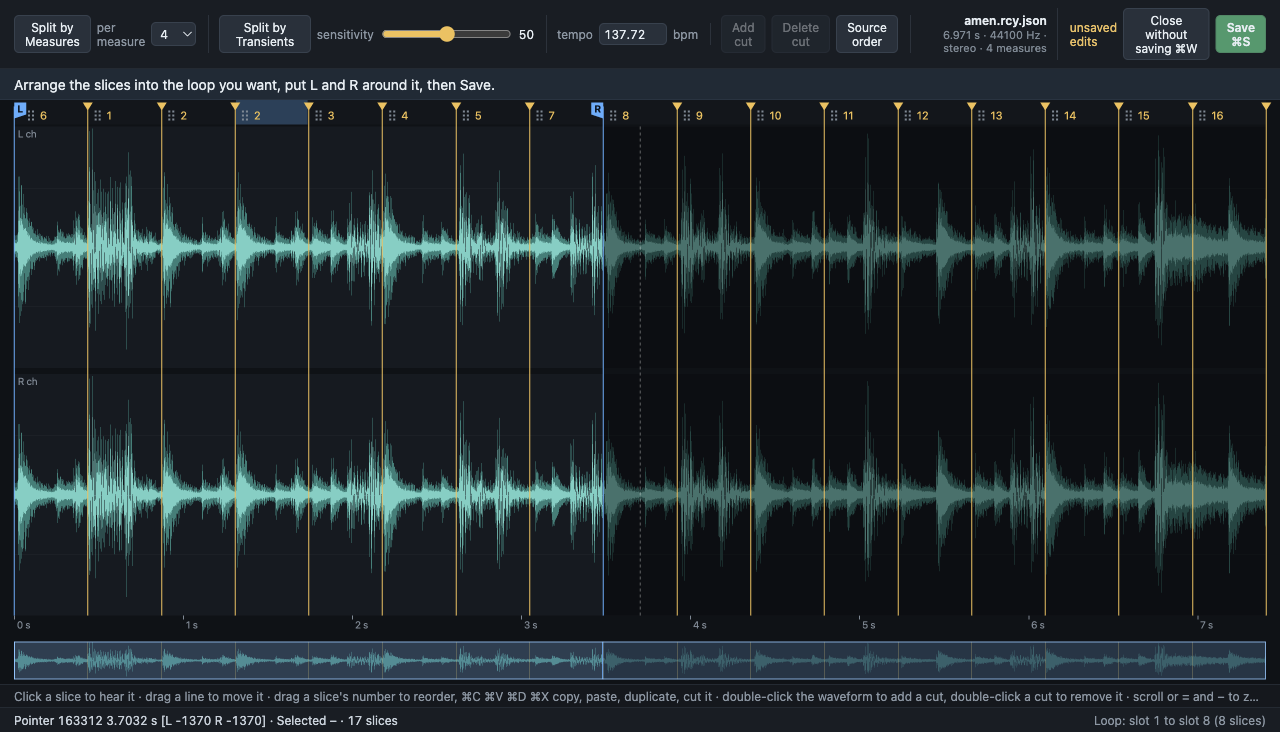 Split by
Measures
per
measure
4
Split by
Transients
sensitivity
50
tempo
137.72
bpm
Add
cut
Delete
cut
Source
order
amen.rcy.json
6.971 s · 44100 Hz ·
stereo · 4 measures
unsaved
edits
Close
without
saving ⌘W
Save
⌘S
Arrange the slices into the loop you want, put L and R around it, then Save.
L 6 1 2 2 3 4 5 7 R 8 9 10 11 12 13 14 15 16
L ch
R ch
0 s 1 s 2 s 3 s 4 s 5 s 6 s 7 s
Click a slice to hear it · drag a line to move it · drag a slice's number to reorder, ⌘C ⌘V ⌘D ⌘X copy, paste, duplicate, cut it · double-click the waveform to add a cut, double-click a cut to remove it · scroll or = and − to z...
Pointer 163312 3.7032 s [L -1370 R -1370] · Selected – · 17 slices
Loop: slot 1 to slot 8 (8 slices)